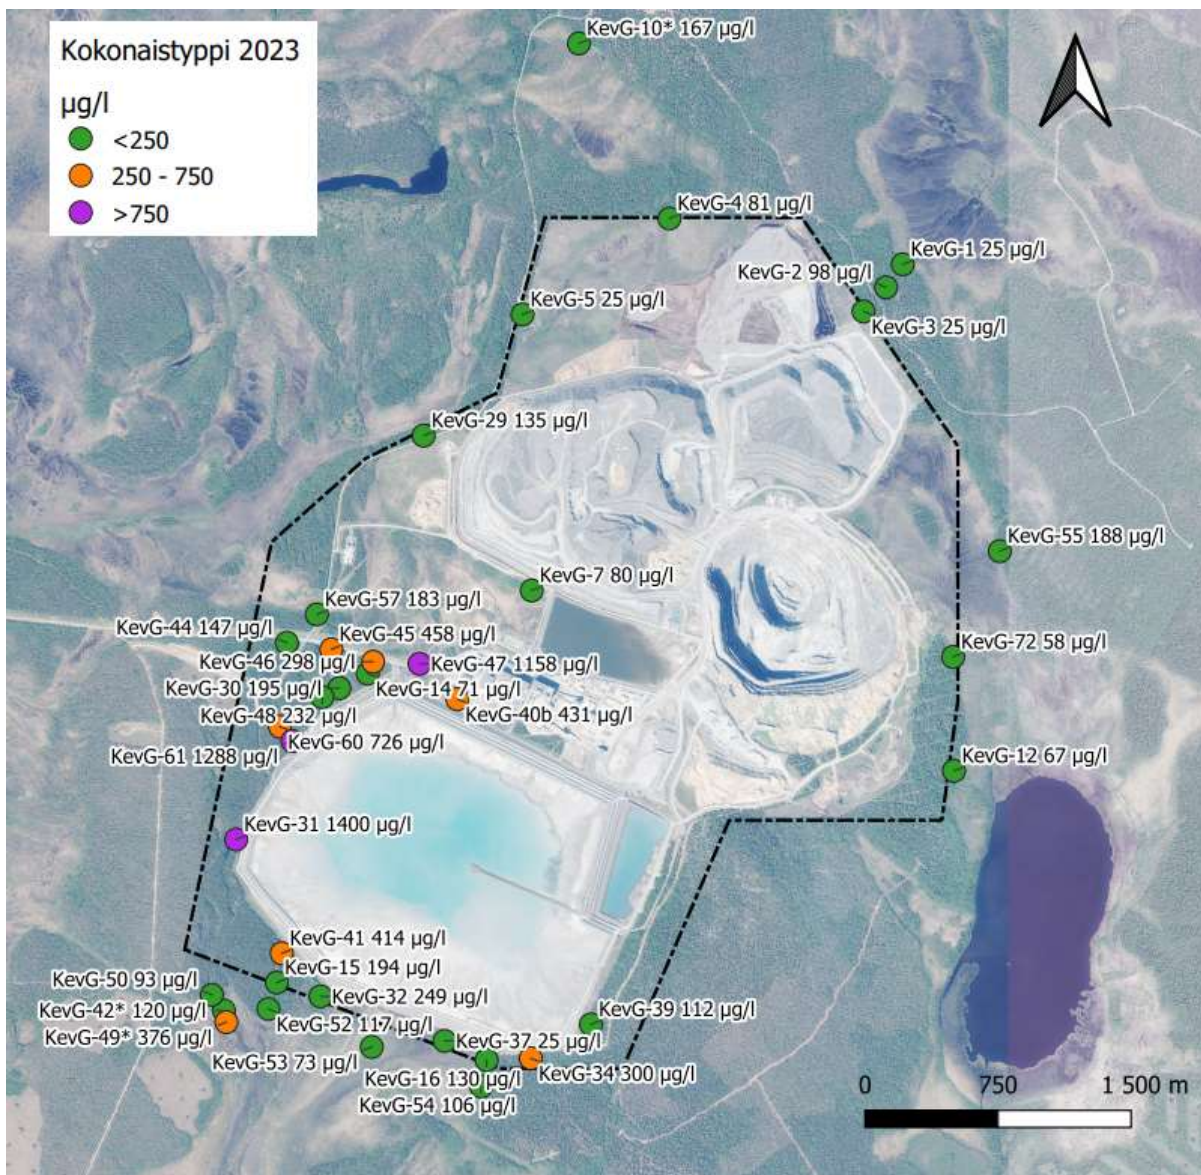 Kokonaistyppi 2023
µg/l
<250
250 - 750
>750
KevG-10* 167 µg/l
KevG-4 81 µg/l
KevG-1 25 µg/l
KevG-2 98 µg/l
KevG-5 25 µg/l
KevG-3 25 µg/l
KevG-29 135 µg/l
KevG-55 188 µg/l
KevG-7 80 µg/l
KevG-57 183 µg/l
KevG-44 147 µg/l
KevG-45 458 µg/l
KevG-72 58 µg/l
KevG-46 298 µg/l
KevG-47 1158 µg/l
KevG-30 195 µg/l
KevG-14 71 µg/l
KevG-48 232 µg/l
KevG-40b 431 µg/l
KevG-60 726 µg/l
KevG-61 1288 µg/l
KevG-12 67 µg/l
KevG-31 1400 µg/l
KevG-41 414 µg/l
KevG-15 194 µg/l
KevG-50 93 µg/l
KevG-32 249 µg/l
KevG-42* 120 µg/l
KevG-39 112 µg/l
KevG-52 117 µg/l
KevG-49* 376 µg/l
KevG-37 25 µg/l
KevG-53 73 µg/l
KevG-34 300 µg/l
KevG-16 130 µg/l
KevG-54 106 µg/l
0 750 1 500 m